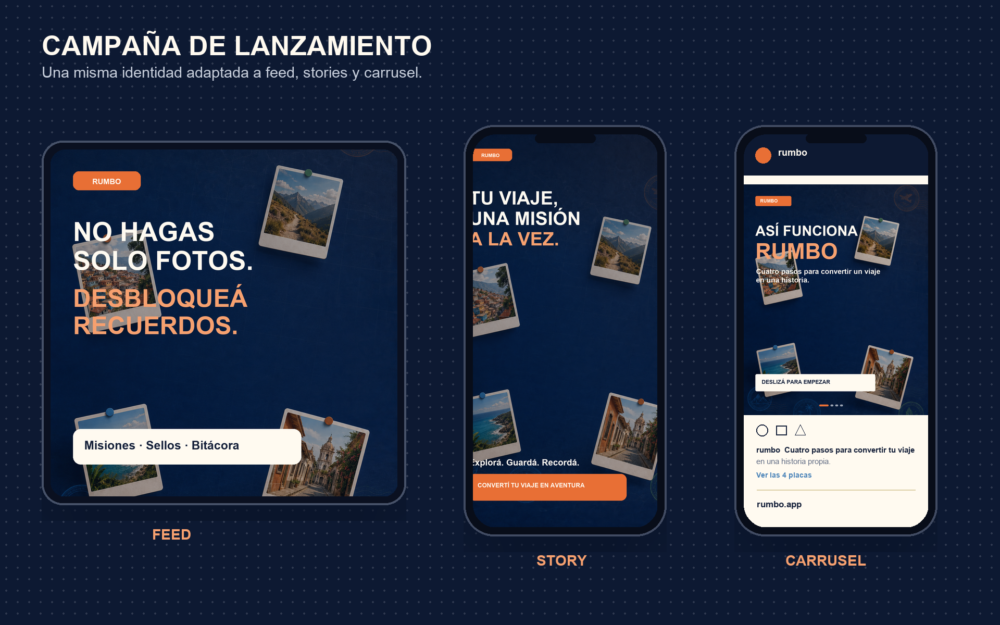 CAMPAÑA DE LANZAMIENTO
Una misma identidad adaptada a feed, stories y carrusel.
RUMBO
NO HAGAS
SOLO FOTOS.
DESBLOQUEÁ
RECUERDOS.
Misiones · Sellos · Bitácora
FEED
RUMBO
TU VIAJE,
UNA MISIÓN
A LA VEZ.
Explorá. Guardá. Recordá.
CONVERTÍ TU VIAJE EN AVENTURA
STORY
rumbo
RUMBO
ASÍ FUNCIONA
RUMBO
Cuatro pasos para convertir un viaje
en una historia.
DESLIZÁ PARA EMPEZAR
rumbo Cuatro pasos para convertir tu viaje
en una historia propia.
Ver las 4 placas
rumbo.app
CARRUSEL